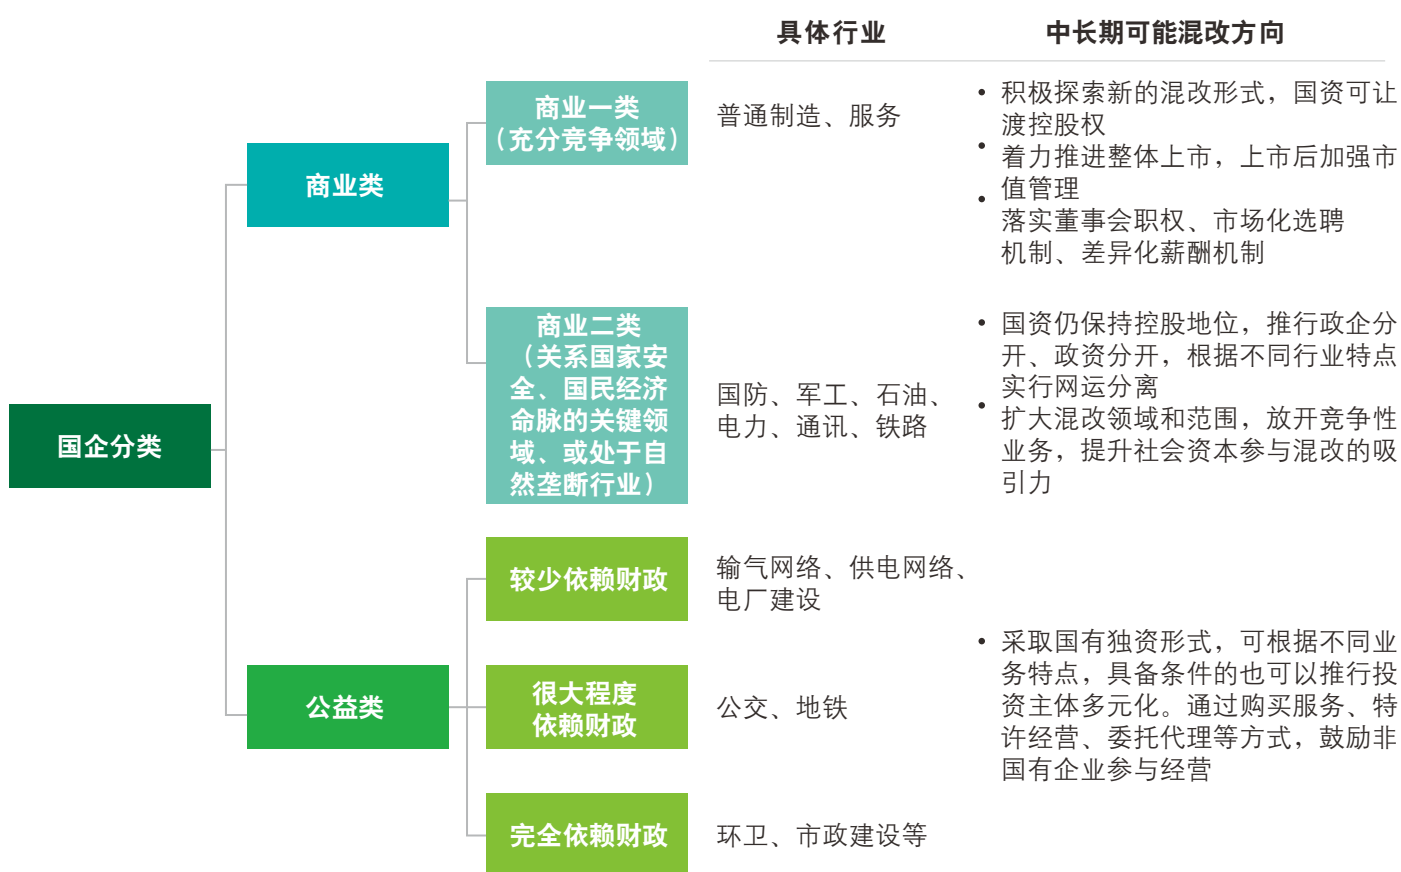 具体行业
中长期可能混改方向
国企分类
商业类
商业一类
（充分竞争领域）
普通制造、服务
• 积极探索新的混改形式，国资可让
渡控股权
• 着力推进整体上市，上市后加强市
值管理
• 落实董事会职权、市场化选聘
机制、差异化薪酬机制
商业二类
（关系国家安
全、国民经济
命脉的关键领
域、或处于自
然垄断行业）
国防、军工、石油、
电力、通讯、铁路
• 国资仍保持控股地位，推行政企分
开、政资分开，根据不同行业特点
实行网运分离
• 扩大混改领域和范围，放开竞争性
业务，提升社会资本参与混改的吸
引力
公益类
较少依赖财政
输气网络、供电网络、
电厂建设
很大程度
依赖财政
公交、地铁
• 采取国有独资形式，可根据不同业
务特点，具备条件的也可以推行投
资主体多元化。通过购买服务、特
许经营、委托代理等方式，鼓励非
国有企业参与经营
完全依赖财政
环卫、市政建设等